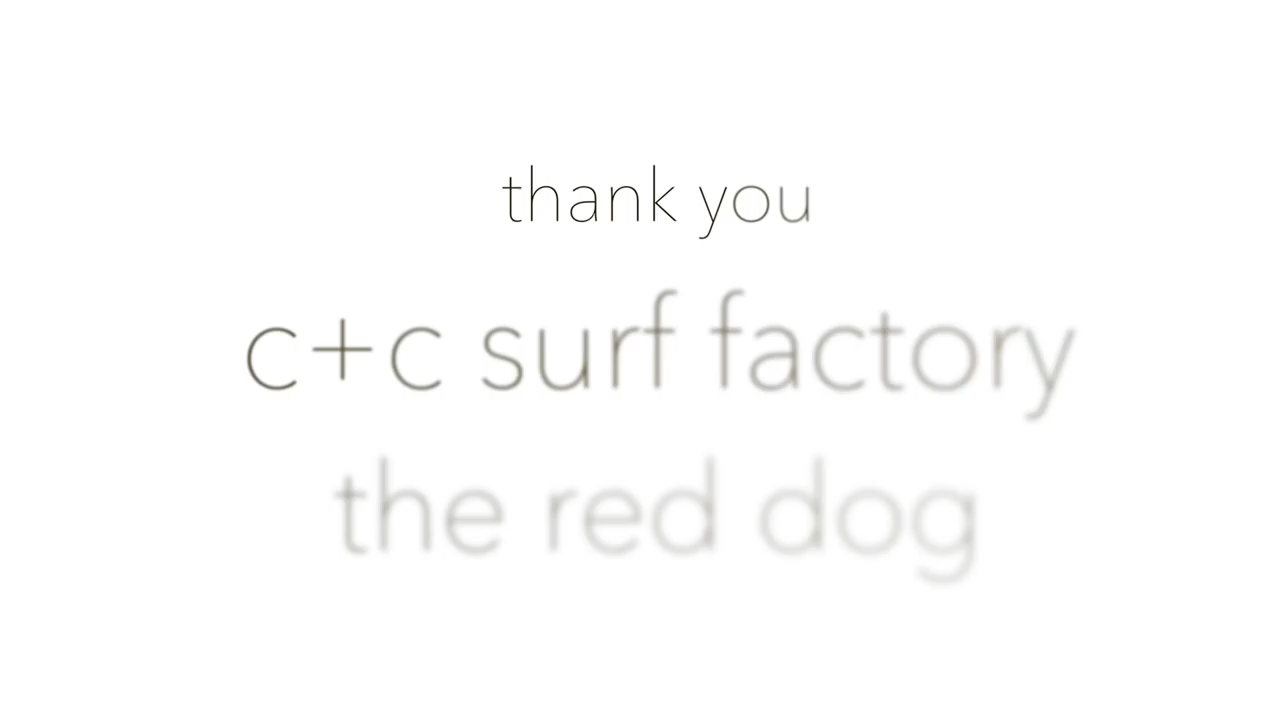 thank you
c+c surf factory
the red dog